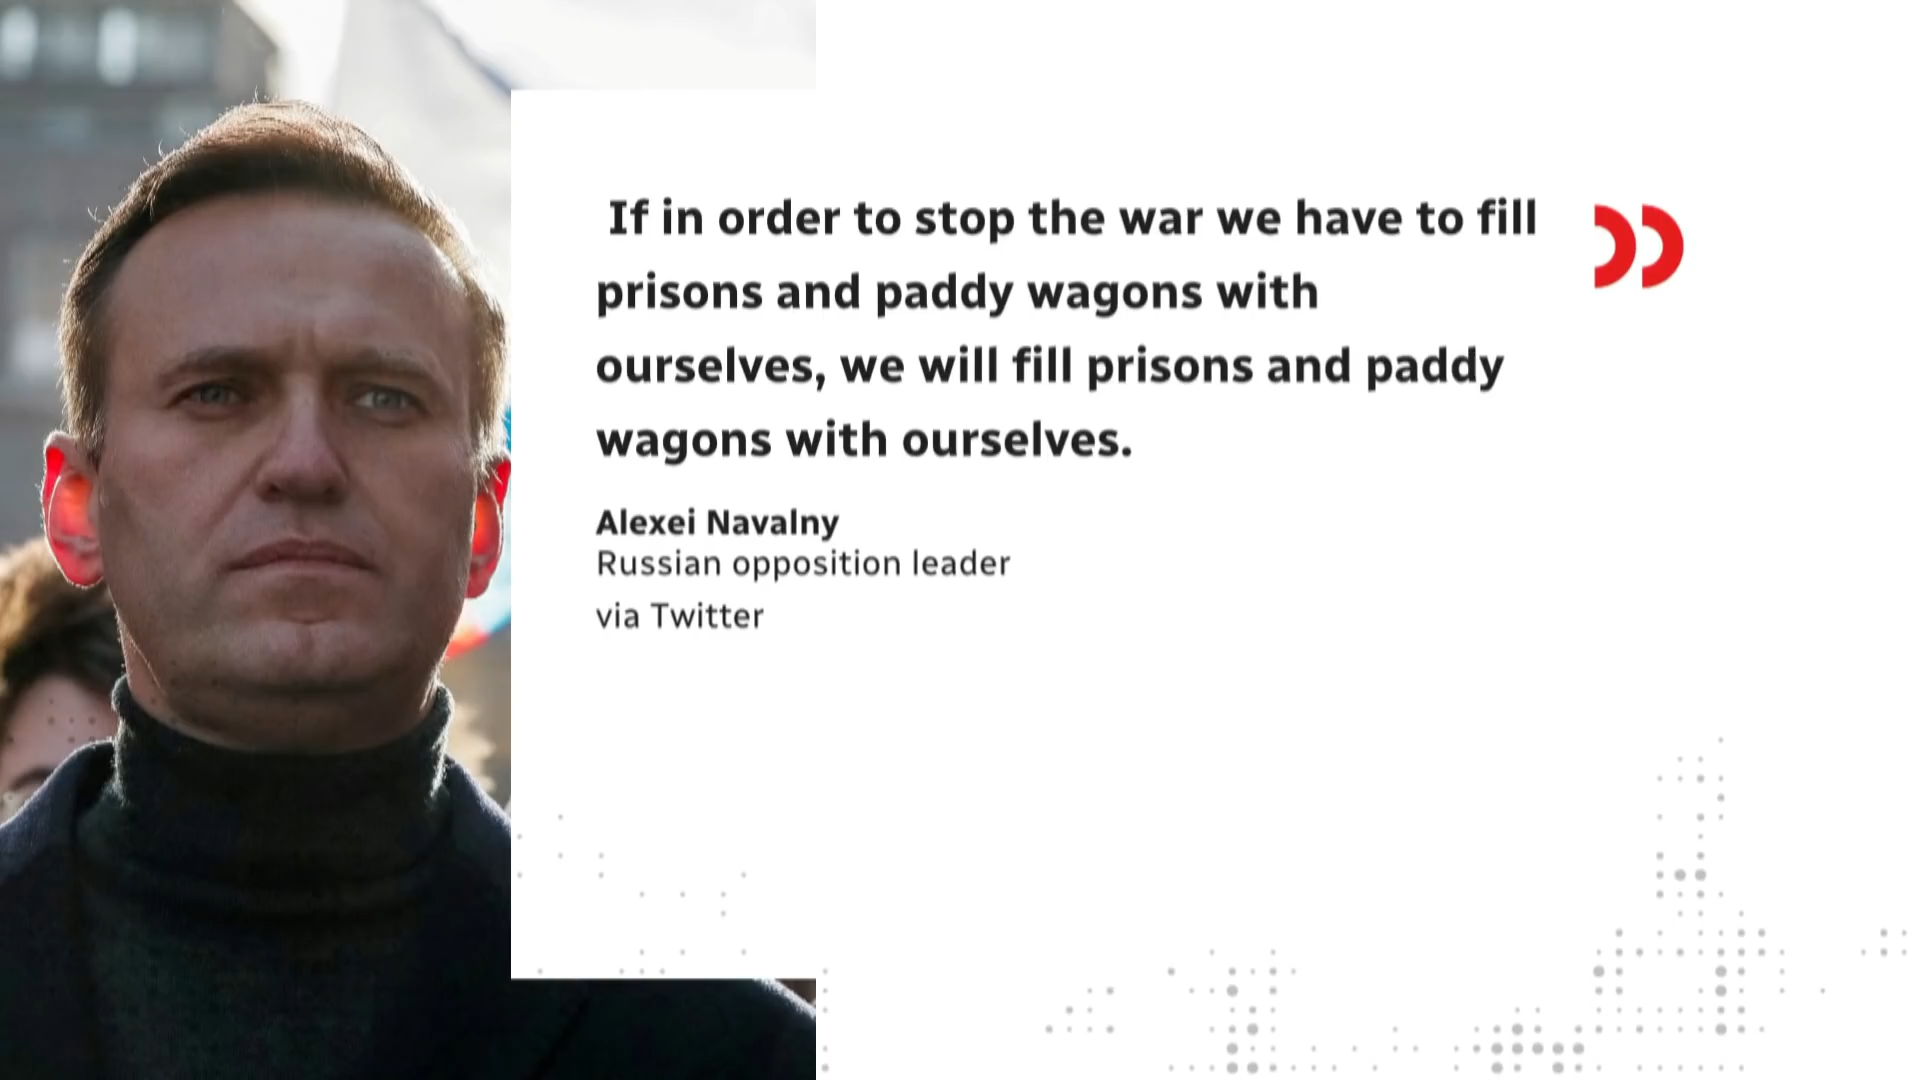 If in order to stop the war we have to fill
prisons and paddy wagons with
ourselves, we will fill prisons and paddy
wagons with ourselves.
Alexei Navalny
Russian opposition leader
via Twitter